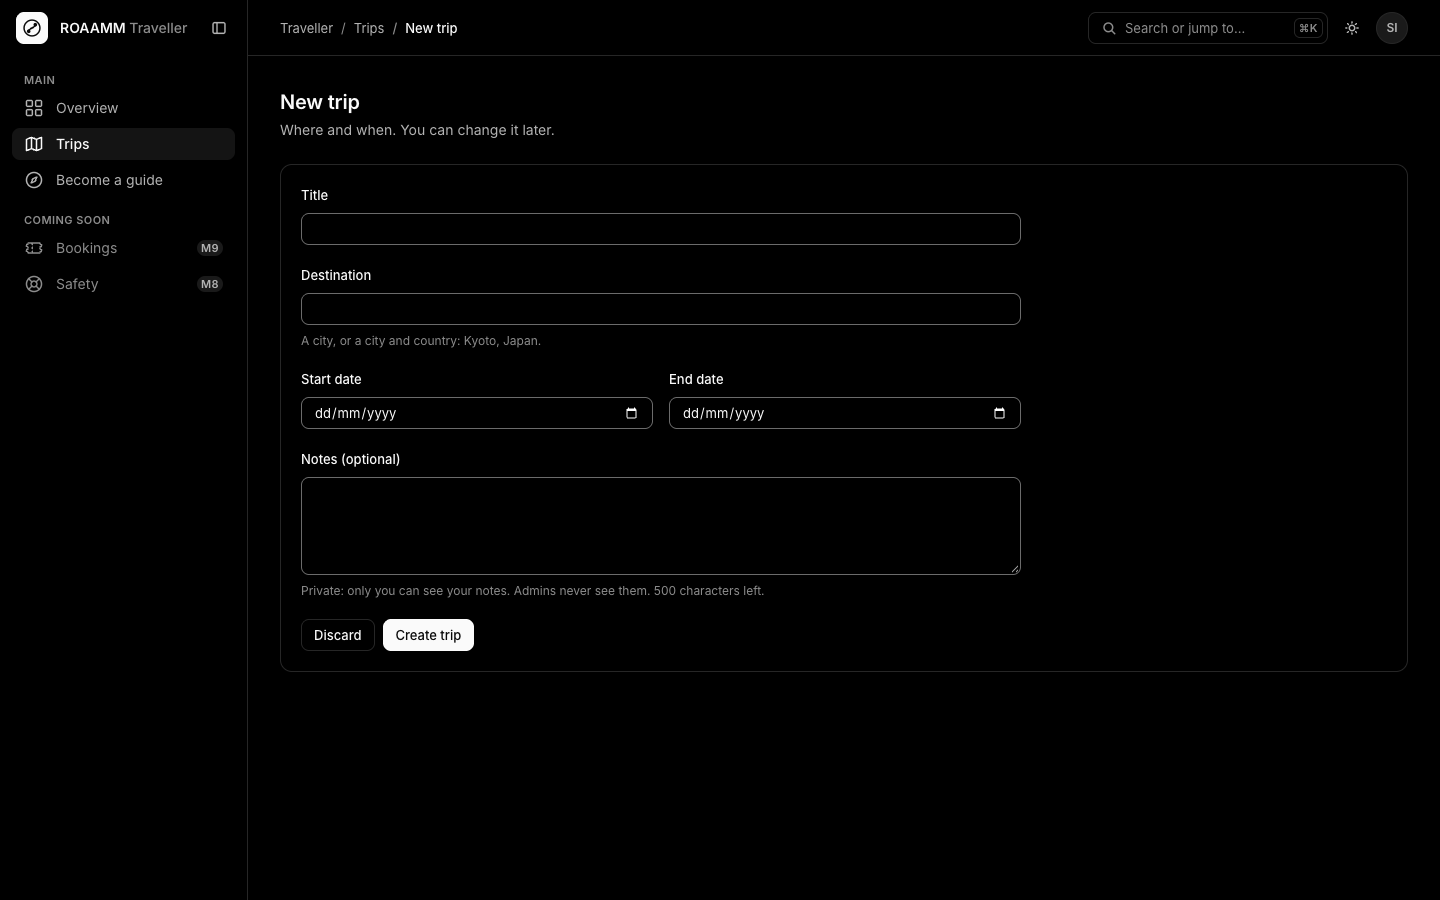 ROAAMM Traveller
Traveller / Trips / New trip
Search or jump to... ⌘K
SI
MAIN
Overview
Trips
Become a guide
COMING SOON
Bookings M9
Safety M8
New trip
Where and when. You can change it later.
Title
Destination
A city, or a city and country: Kyoto, Japan.
Start date End date
dd/mm/yyyy dd/mm/yyyy
Notes (optional)
Private: only you can see your notes. Admins never see them. 500 characters left.
Discard Create trip